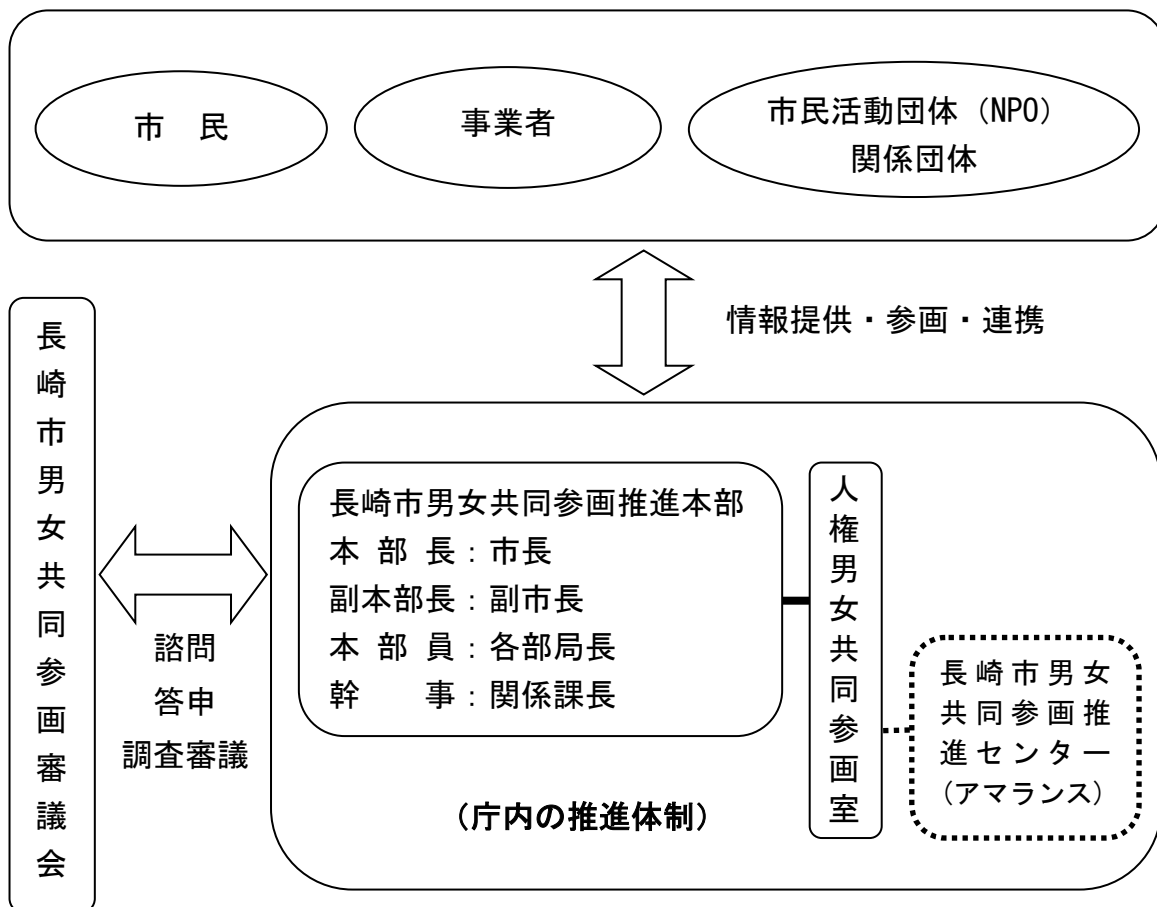 市　民
事業者
市民活動団体（NPO）
関係団体
情報提供・参画・連携
長崎市男女共同参画審議会
諮問
答申
調査審議
長崎市男女共同参画推進本部
本 部 長：市長
副本部長：副市長
本 部 員：各部局長
幹　　事：関係課長
人権男女共同参画室
長崎市男女
共同参画推
進センター
（アマランス）
（庁内の推進体制）